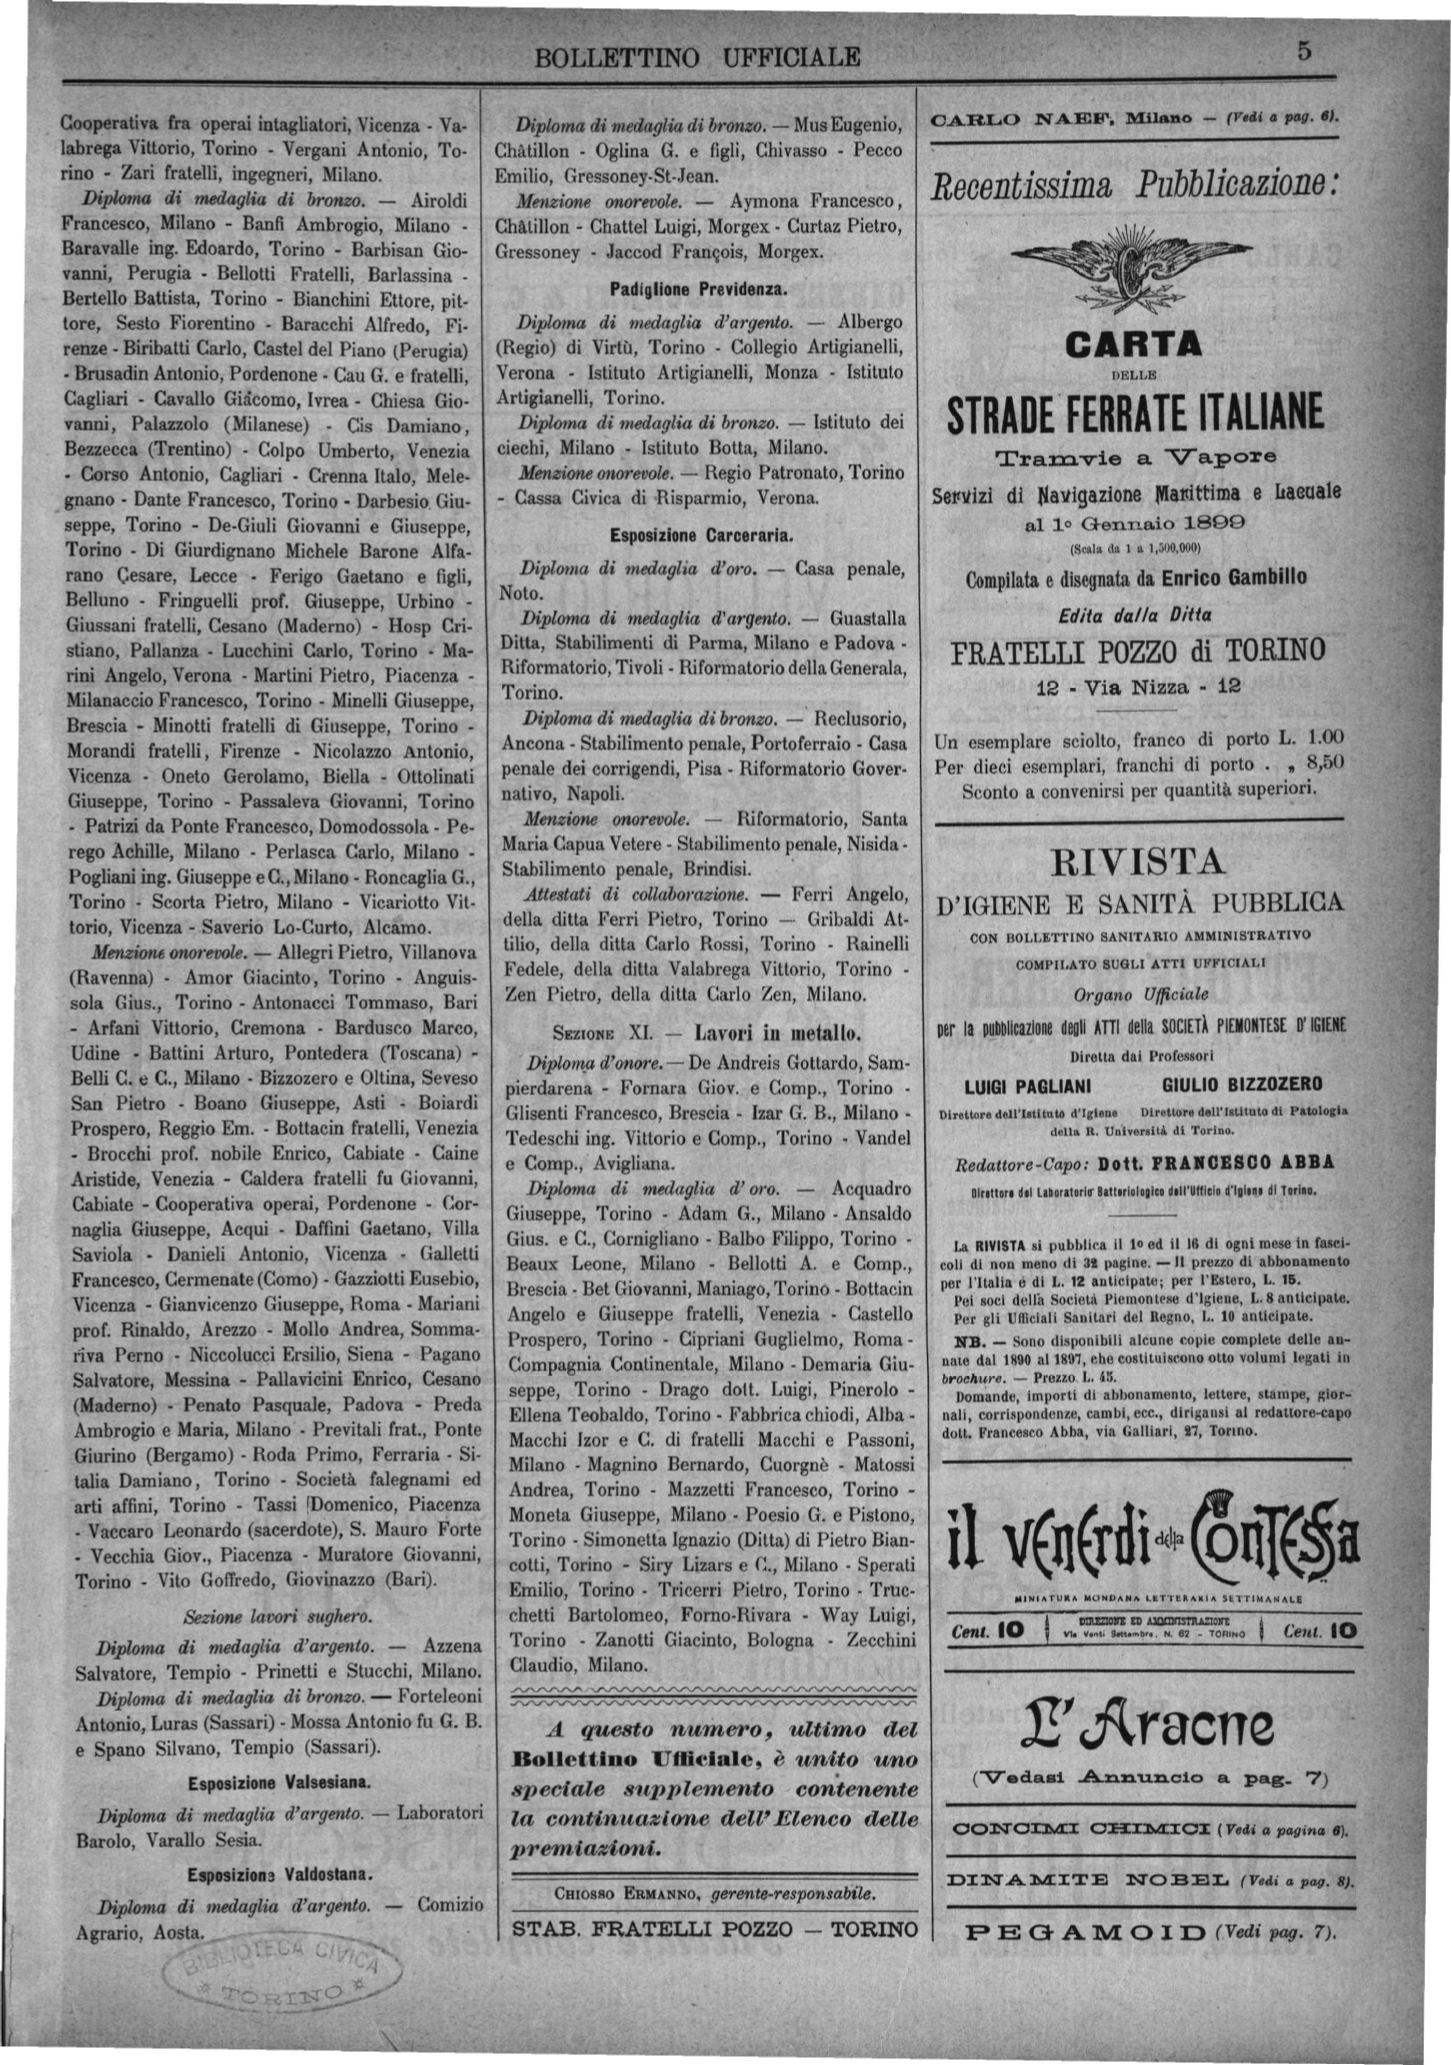 BOLLETTINO UFFICIALE
5
Cooperativa fra operai intagliatori, Vicenza - Va-
labrega Vittorio, Torino - Vergani Antonio, To-
rino - Zari fratelli, ingegneri, Milano.
Diploma di medaglia di bronzo. — Airoldi
Francesco, Milano - Banfi Ambrogio, Milano -
Baravalle ing. Edoardo, Torino - Barbisan Gio-
vanni, Perugia - Bellotti Fratelli, Barlassina -
Bertello Battista, Torino - Bianchini Ettore, pit-
tore, Sesto Fiorentino - Baracchi Alfredo, Fi-
renze - Biribatti Carlo, Castel del Piano (Perugia)
- Brusadin Antonio, Pordenone - Cau G. e fratelli,
Cagliari - Cavallo Giacomo, Ivrea - Chiesa Gio-
vanni, Palazzolo (Milanese) - Cis Damiano,
Bezzecca (Trentino) - Colpo Umberto, Venezia
- Corso Antonio, Cagliari - Crenna Italo, Mele-
gnano - Dante Francesco, Torino - Darbesio Giu-
seppe, Torino - De-Giuli Giovanni e Giuseppe,
Torino - Di Giurdignano Michele Barone Alfa-
rano Cesare, Lecce - Ferigo Gaetano e figli,
Belluno - Fringuelli prof. Giuseppe, Urbino -
Giussani fratelli, Cesano (Maderno) - Hosp Cri-
stiano, Pallanza - Lucchini Carlo, Torino - Ma-
rini Angelo, Verona - Martini Pietro, Piacenza -
Milanaccio Francesco, Torino - Minelli Giuseppe,
Brescia - Minotti fratelli di Giuseppe, Torino -
Morandi fratelli, Firenze - Nicolazzo Antonio,
Vicenza - Oneto Gerolamo, Biella - Ottolinati
Giuseppe, Torino - Passaleva Giovanni, Torino
- Patrizi da Ponte Francesco, Domodossola - Pe-
rego Achille, Milano - Perlasca Carlo, Milano -
Pogliani ing. Giuseppe e C., Milano - Roncaglia G.,
Torino - Scorta Pietro, Milano - Vicariotto Vit-
torio, Vicenza - Saverio Lo-Curto, Alcamo.
Menzione onorevole. — Allegri Pietro, Villanova
(Ravenna) - Amor Giacinto, Torino - Anguis-
sola Gius., Torino - Antonacci Tommaso, Bari
- Arfani Vittorio, Cremona - Bardusco Marco,
Udine - Battini Arturo, Pontedera (Toscana) -
Belli C. e C., Milano - Bizzozero e Oltina, Seveso
San Pietro - Boano Giuseppe, Asti - Boiardi
Prospero, Reggio Em. - Bottacin fratelli, Venezia
- Brocchi prof. nobile Enrico, Cabiate - Caine
Aristide, Venezia - Caldera fratelli fu Giovanni,
Cabiate - Cooperativa operai, Pordenone - Cor-
naglia Giuseppe, Acqui - Daffini Gaetano, Villa
Saviola - Danieli Antonio, Vicenza - Galletti
Francesco, Cermenate (Como) - Gazziotti Eusebio,
Vicenza - Gianvicenzo Giuseppe, Roma - Mariani
prof. Rinaldo, Arezzo - Mollo Andrea, Somma-
riva Perno - Niccolucci Ersilio, Siena - Pagano
Salvatore, Messina - Pallavicini Enrico, Cesano
(Maderno) - Penato Pasquale, Padova - Preda
Ambrogio e Maria, Milano - Previtali frat., Ponte
Giurino (Bergamo) - Roda Primo, Ferraria - Si-
talia Damiano, Torino - Società falegnami ed
arti affini, Torino - Tassi Domenico, Piacenza
- Vaccaro Leonardo (sacerdote), S. Mauro Forte
- Vecchia Giov., Piacenza - Muratore Giovanni,
Torino - Vito Goffredo, Giovinazzo (Bari).
Sezione lavori sughero.
Diploma di medaglia d'argento. — Azzena
Salvatore, Tempio - Prinetti e Stucchi, Milano.
Diploma di medaglia di bronzo. — Forteleoni
Antonio, Luras (Sassari) - Mossa Antonio fu G. B.
e Spano Silvano, Tempio (Sassari).
Esposizione Valsesiana.
Diploma di medaglia d'argento. — Laboratori
Barolo, Varallo Sesia.
Esposizione Valdostana.
Diploma di medaglia d'argento. — Comizio
Agrario, Aosta.
BIBLIOTECA CIVICA
* TORINO *
Diploma di medaglia di bronzo. — Mus Eugenio,
Châtillon - Oglina G. e figli, Chivasso - Pecco
Emilio, Gressoney-St-Jean.
Menzione onorevole. — Aymona Francesco,
Châtillon - Chattel Luigi, Morgex - Curtaz Pietro,
Gressoney - Jaccod François, Morgex.
Padiglione Previdenza.
Diploma di medaglia d'argento. — Albergo
(Regio) di Virtù, Torino - Collegio Artigianelli,
Verona - Istituto Artigianelli, Monza - Istituto
Artigianelli, Torino.
Diploma di medaglia di bronzo. — Istituto dei
ciechi, Milano - Istituto Botta, Milano.
Menzione onorevole. — Regio Patronato, Torino
- Cassa Civica di Risparmio, Verona.
Esposizione Carceraria.
Diploma di medaglia d'oro. — Casa penale,
Noto.
Diploma di medaglia d'argento. — Guastalla
Ditta, Stabilimenti di Parma, Milano e Padova -
Riformatorio, Tivoli - Riformatorio della Generala,
Torino.
Diploma di medaglia di bronzo. — Reclusorio,
Ancona - Stabilimento penale, Portoferraio - Casa
penale dei corrigendi, Pisa - Riformatorio Gover-
nativo, Napoli.
Menzione onorevole. — Riformatorio, Santa
Maria Capua Vetere - Stabilimento penale, Nisida -
Stabilimento penale, Brindisi.
Attestati di collaborazione. — Ferri Angelo,
della ditta Ferri Pietro, Torino — Gribaldi At-
tilio, della ditta Carlo Rossi, Torino - Rainelli
Fedele, della ditta Valabrega Vittorio, Torino -
Zen Pietro, della ditta Carlo Zen, Milano.
SEZIONE XI. — Lavori in metallo.
Diploma d'onore. — De Andreis Gottardo, Sam-
pierdarena - Fornara Giov. e Comp., Torino -
Glisenti Francesco, Brescia - Izar G. B., Milano -
Tedeschi ing. Vittorio e Comp., Torino - Vandel
e Comp., Avigliana.
Diploma di medaglia d'oro. — Acquadro
Giuseppe, Torino - Adam G., Milano - Ansaldo
Gius. e C., Cornigliano - Balbo Filippo, Torino -
Beaux Leone, Milano - Bellotti A. e Comp.,
Brescia - Bet Giovanni, Maniago, Torino - Bottacin
Angelo e Giuseppe fratelli, Venezia - Castello
Prospero, Torino - Cipriani Guglielmo, Roma -
Compagnia Continentale, Milano - Demaria Giu-
seppe, Torino - Drago dott. Luigi, Pinerolo -
Ellena Teobaldo, Torino - Fabbrica chiodi, Alba -
Macchi Izor e C. di fratelli Macchi e Passoni,
Milano - Magnino Bernardo, Cuorgnè - Matossi
Andrea, Torino - Mazzetti Francesco, Torino -
Moneta Giuseppe, Milano - Poesio G. e Pistono,
Torino - Simonetta Ignazio (Ditta) di Pietro Bian-
cotti, Torino - Siry Lizars e C., Milano - Sperati
Emilio, Torino - Tricerri Pietro, Torino - Truc-
chetti Bartolomeo, Forno-Rivara - Way Luigi,
Torino - Zanotti Giacinto, Bologna - Zecchini
Claudio, Milano.
A questo numero, ultimo del
Bollettino Ufficiale, è unito uno
speciale supplemento contenente
la continuazione dell'Elenco delle
premiazioni.
CHIOSSO ERMANNO, gerente-responsabile.
STAB. FRATELLI POZZO — TORINO
CARLO NAEF, Milano — (Vedi a pag. 6).
Recentissima Pubblicazione:
CARTA
DELLE
STRADE FERRATE ITALIANE
Tramvie a Vapore
Servizi di Navigazione Marittima e Lacuale
al 1º Gennaio 1899
(Scala da 1 a 1,500,000)
Compilata e disegnata da Enrico Gambillo
Edita dalla Ditta
FRATELLI POZZO di TORINO
12 - Via Nizza - 12
Un esemplare sciolto, franco di porto L. 1.00
Per dieci esemplari, franchi di porto . „ 8,50
Sconto a convenirsi per quantità superiori.
RIVISTA
D'IGIENE E SANITÀ PUBBLICA
CON BOLLETTINO SANITARIO AMMINISTRATIVO
COMPILATO SUGLI ATTI UFFICIALI
Organo Ufficiale
per la pubblicazione degli ATTI della SOCIETÀ PIEMONTESE D'IGIENE
Diretta dai Professori
LUIGI PAGLIANI GIULIO BIZZOZERO
Direttore dell'Istituto d'Igiene Direttore dell'Istituto di Patologia
della R. Università di Torino.
Redattore-Capo: Dott. FRANCESCO ABBA
Direttore del Laboratorio Batteriologico dell'Ufficio d'Igiene di Torino.
La RIVISTA si pubblica il 1º ed il 16 di ogni mese in fasci-
coli di non meno di 32 pagine. — Il prezzo di abbonamento
per l'Italia è di L. 12 anticipate; per l'Estero, L. 15.
Pei soci della Società Piemontese d'Igiene, L. 8 anticipate.
Per gli Ufficiali Sanitari del Regno, L. 10 anticipate.
NB. — Sono disponibili alcune copie complete delle an-
nate dal 1890 al 1897, che costituiscono otto volumi legati in
brochure. — Prezzo L. 45.
Domande, importi di abbonamento, lettere, stampe, gior-
nali, corrispondenze, cambi, ecc., dirigansi al redattore-capo
dott. Francesco Abba, via Galliari, 27, Torino.
il VENERdi della CONTESSA
MINIATURA MONDANA LETTERARIA SETTIMANALE
Cent. 10 DIREZIONE ED AMMINISTRAZIONE Cent. 10
Via Venti Settembre, N. 62 - TORINO
L'Aracne
(Vedasi Annuncio a pag. 7)
CONCIMI CHIMICI (Vedi a pagina 6).
DINAMITE NOBEL (Vedi a pag. 8).
PEGAMOID (Vedi pag. 7).